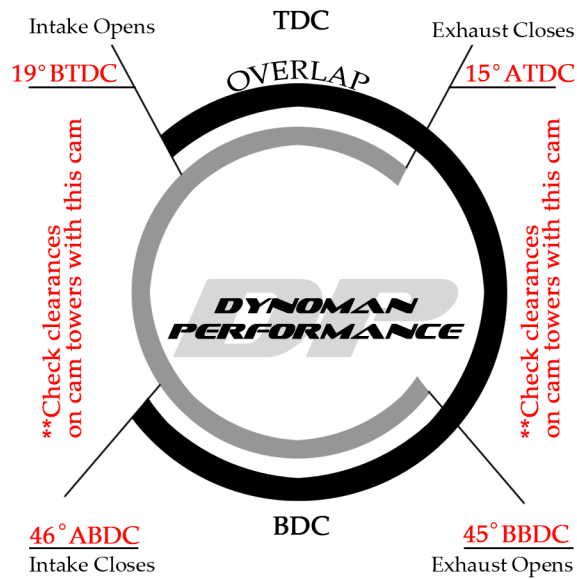 TDC
Intake Opens
Exhaust Closes
19° BTDC
15° ATDC
OVERLAP
**Check clearances
on cam towers with this cam
**Check clearances
on cam towers with this cam
DP
DYNOMAN
PERFORMANCE
BDC
46° ABDC
45° BBDC
Intake Closes
Exhaust Opens